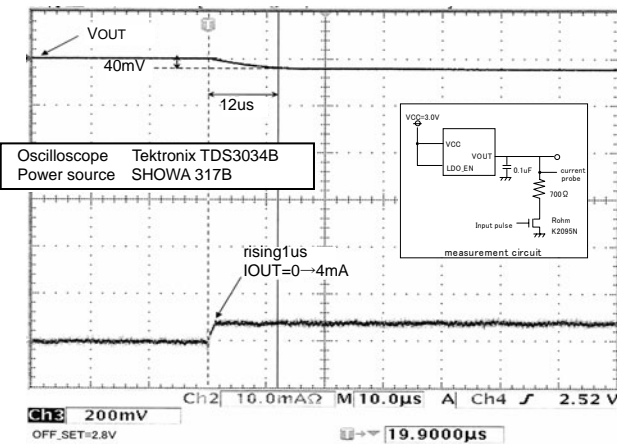 VOUT
40mV
12us
Oscilloscope Tektronix TDS3034B
Power source SHOWA 317B
VCC=3.0V
VCC
VOUT
LDO_EN
0.1uF
current
probe
700Ω
Input pulse
Rohm
K2095N
measurement circuit
rising1us
IOUT=0→4mA
Ch2 10.0mAΩ M 10.0µs A Ch4 2.52 V
Ch3 200mV
OFF_SET=2.8V
19.9000µs